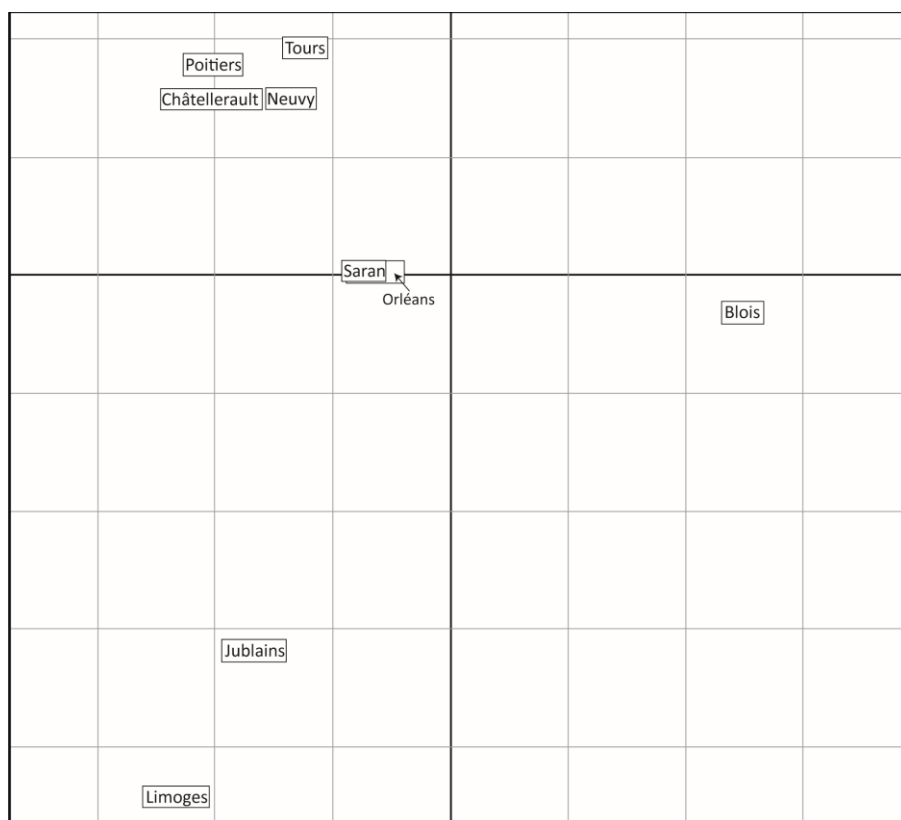 Tours
Poitiers
Châtellerault
Neuvy
Saran
Orléans
Blois
Jublains
Limoges